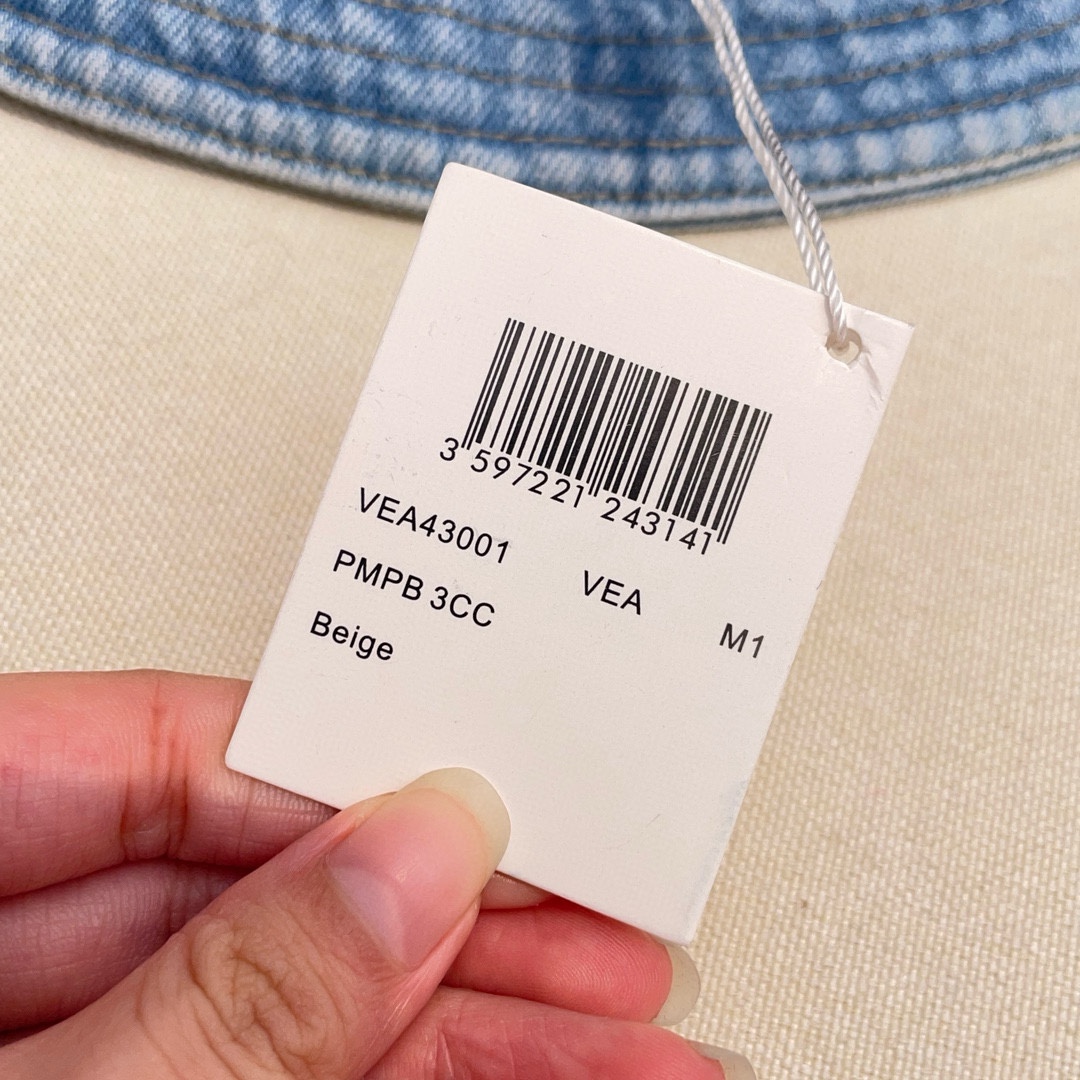 3 597221 243141
VEA43001 VEA M1
PMPB 3CC
Beige